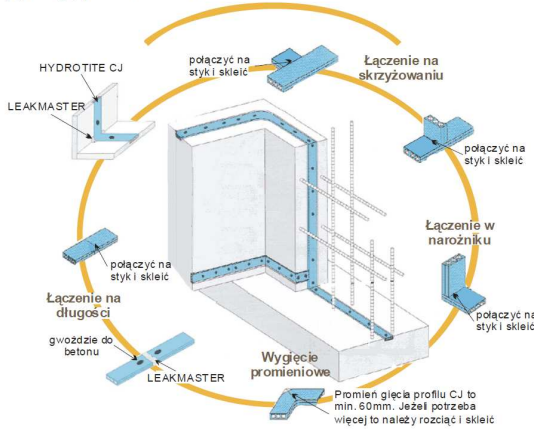 połączyć na
styk i skleić
Łączenie na
skrzyżowaniu
HYDROTITE CJ
LEAKMASTER
połączyć na
styk i skleić
Łączenie w
narożniku
połączyć na
styk i skleić
połączyć na
styk i skleić
Łączenie na
długości
gwoździe do
betonu
LEAKMASTER
Wygięcie
promieniowe
Promień gięcia profilu CJ to
min. 60mm. Jeżeli potrzeba
więcej to należy rozciąć i skleić